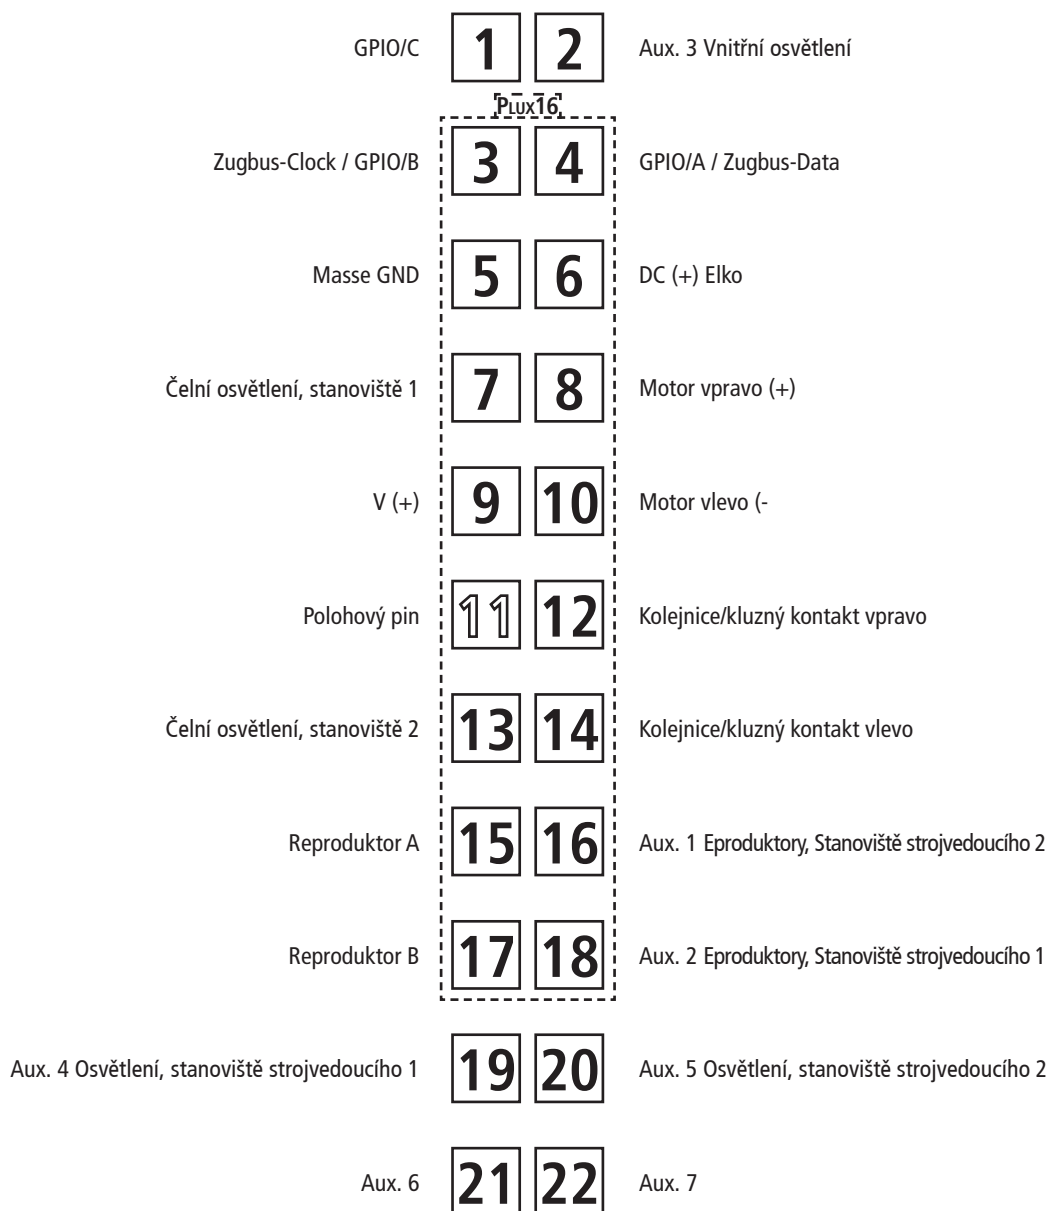 GPIO/C 1 2 Aux. 3 Vnitřní osvětlení
PLUX16
Zugbus-Clock / GPIO/B 3 4 GPIO/A / Zugbus-Data
Masse GND 5 6 DC (+) Elko
Čelní osvětlení, stanoviště 1 7 8 Motor vpravo (+)
V (+) 9 10 Motor vlevo (-
Polohový pin 11 12 Kolejnice/kluzný kontakt vpravo
Čelní osvětlení, stanoviště 2 13 14 Kolejnice/kluzný kontakt vlevo
Reproduktor A 15 16 Aux. 1 Eproduktory, Stanoviště strojvedoucího 2
Reproduktor B 17 18 Aux. 2 Eproduktory, Stanoviště strojvedoucího 1
Aux. 4 Osvětlení, stanoviště strojvedoucího 1 19 20 Aux. 5 Osvětlení, stanoviště strojvedoucího 2
Aux. 6 21 22 Aux. 7